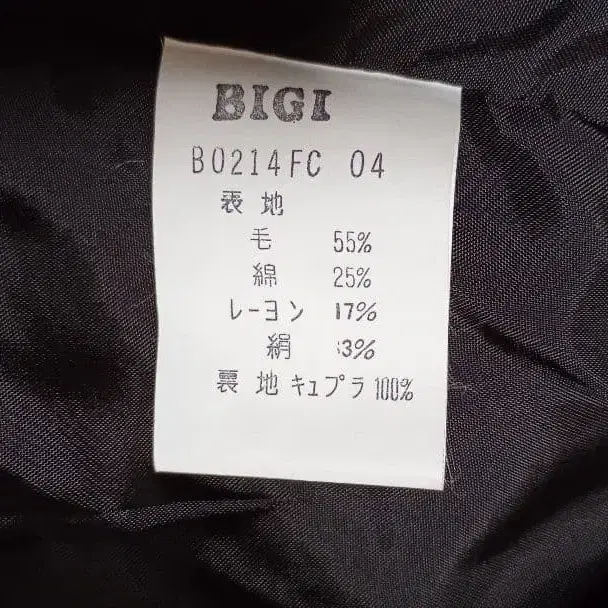 BIGI
B0214FC 04
表地
毛 55%
綿 25%
レーヨン 17%
絹 3%
裏地 キュプラ 100%